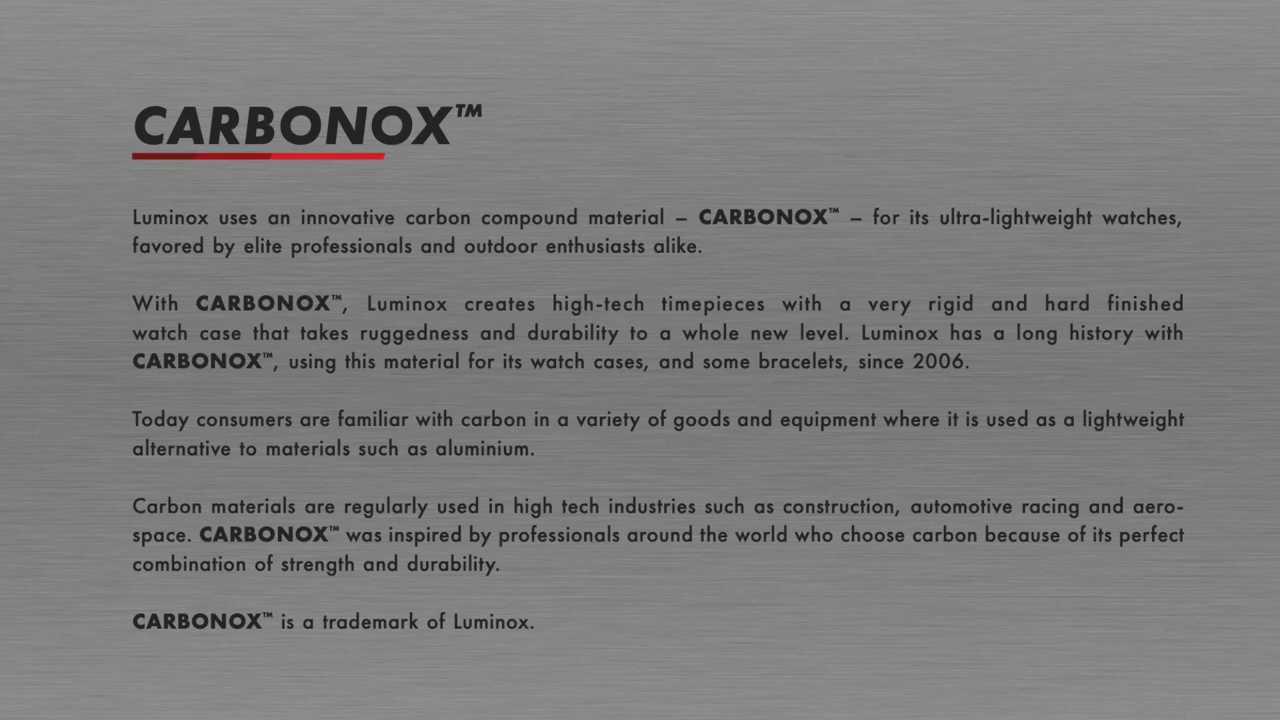 CARBONOX™
Luminox uses an innovative carbon compound material – CARBONOX™ – for its ultra-lightweight watches,
favored by elite professionals and outdoor enthusiasts alike.
With CARBONOX™, Luminox creates high-tech timepieces with a very rigid and hard finished
watch case that takes ruggedness and durability to a whole new level. Luminox has a long history with
CARBONOX™, using this material for its watch cases, and some bracelets, since 2006.
Today consumers are familiar with carbon in a variety of goods and equipment where it is used as a lightweight
alternative to materials such as aluminium.
Carbon materials are regularly used in high tech industries such as construction, automotive racing and aero-
space. CARBONOX™ was inspired by professionals around the world who choose carbon because of its perfect
combination of strength and durability.
CARBONOX™ is a trademark of Luminox.